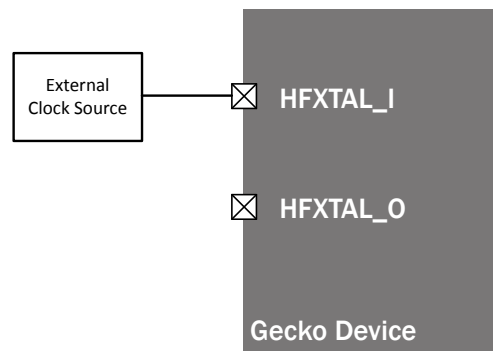 External
Clock Source
HFXTAL_I
HFXTAL_O
Gecko Device